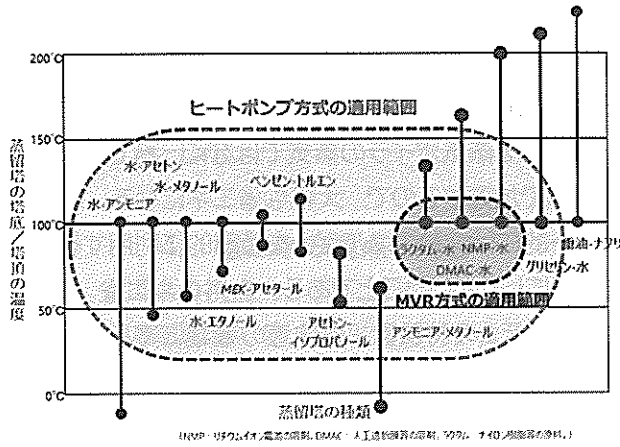 200℃
ヒートポンプ方式の適用範囲
150℃
水-アセトン
水-メタノール
ベンゼン-トルエン
水-アンモニア
100℃
ラクタム-水 NMP-水
DMAC-水
グリセリン-水
MEK-アセタール
MVR方式の適用範囲
50℃
水-エタノール
アセトン-
イソプロパノール
アンモニア-メタノール
0℃
蒸留塔の塔底/塔頂の温度
蒸留塔の種類